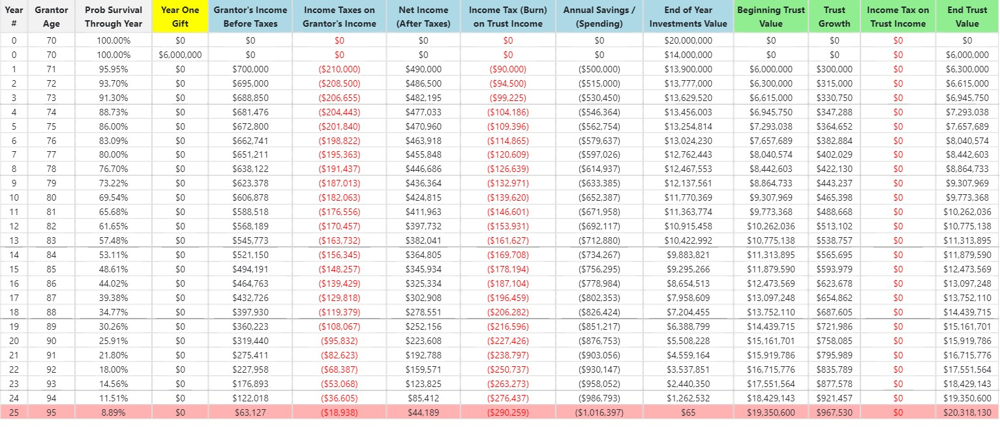 Year Grantor Prob Survival Year One Grantor's Income Income Taxes on Net Income Income Tax (Burn) Annual Savings / End of Year Beginning Trust Trust Income Tax on End Trust
# Age Through Year Gift Before Taxes Grantor's Income (After Taxes) on Trust Income (Spending) Investments Value Value Growth Trust Income Value
0 70 100.00% $0 $0 $0 $0 $0 $0 $20,000,000 $0 $0 $0 $0
0 70 100.00% $6,000,000 $0 $0 $0 $0 $0 $14,000,000 $0 $0 $0 $6,000,000
1 71 95.95% $0 $700,000 ($210,000) $490,000 ($90,000) ($500,000) $13,900,000 $6,000,000 $300,000 $0 $6,300,000
2 72 93.70% $0 $695,000 ($208,500) $486,500 ($94,500) ($515,000) $13,777,000 $6,300,000 $315,000 $0 $6,615,000
3 73 91.30% $0 $688,850 ($206,655) $482,195 ($99,225) ($530,450) $13,629,520 $6,615,000 $330,750 $0 $6,945,750
4 74 88.73% $0 $681,476 ($204,443) $477,033 ($104,186) ($546,364) $13,456,003 $6,945,750 $347,288 $0 $7,293,038
5 75 86.00% $0 $672,800 ($201,840) $470,960 ($109,396) ($562,754) $13,254,814 $7,293,038 $364,652 $0 $7,657,689
6 76 83.09% $0 $662,741 ($198,822) $463,918 ($114,865) ($579,637) $13,024,230 $7,657,689 $382,884 $0 $8,040,574
7 77 80.00% $0 $651,211 ($195,363) $455,848 ($120,609) ($597,026) $12,762,443 $8,040,574 $402,029 $0 $8,442,603
8 78 76.70% $0 $638,122 ($191,437) $446,686 ($126,639) ($614,937) $12,467,553 $8,442,603 $422,130 $0 $8,864,733
9 79 73.22% $0 $623,378 ($187,013) $436,364 ($132,971) ($633,385) $12,137,561 $8,864,733 $443,237 $0 $9,307,969
10 80 69.54% $0 $606,878 ($182,063) $424,815 ($139,620) ($652,387) $11,770,369 $9,307,969 $465,398 $0 $9,773,368
11 81 65.68% $0 $588,518 ($176,556) $411,963 ($146,601) ($671,958) $11,363,774 $9,773,368 $488,668 $0 $10,262,036
12 82 61.65% $0 $568,189 ($170,457) $397,732 ($153,931) ($692,117) $10,915,458 $10,262,036 $513,102 $0 $10,775,138
13 83 57.48% $0 $545,773 ($163,732) $382,041 ($161,627) ($712,880) $10,422,992 $10,775,138 $538,757 $0 $11,313,895
14 84 53.11% $0 $521,150 ($156,345) $364,805 ($169,708) ($734,267) $9,883,821 $11,313,895 $565,695 $0 $11,879,590
15 85 48.61% $0 $494,191 ($148,257) $345,934 ($178,194) ($756,295) $9,295,266 $11,879,590 $593,979 $0 $12,473,569
16 86 44.02% $0 $464,763 ($139,429) $325,334 ($187,104) ($778,984) $8,654,513 $12,473,569 $623,678 $0 $13,097,248
17 87 39.38% $0 $432,726 ($129,818) $302,908 ($196,459) ($802,353) $7,958,609 $13,097,248 $654,862 $0 $13,752,110
18 88 34.77% $0 $397,930 ($119,379) $278,551 ($206,282) ($826,424) $7,204,455 $13,752,110 $687,605 $0 $14,439,715
19 89 30.26% $0 $360,223 ($108,067) $252,156 ($216,596) ($851,217) $6,388,799 $14,439,715 $721,986 $0 $15,161,701
20 90 25.91% $0 $319,440 ($95,832) $223,608 ($227,426) ($876,753) $5,508,228 $15,161,701 $758,085 $0 $15,919,786
21 91 21.80% $0 $275,411 ($82,623) $192,788 ($238,797) ($903,056) $4,559,164 $15,919,786 $795,989 $0 $16,715,776
22 92 18.00% $0 $227,958 ($68,387) $159,571 ($250,737) ($930,147) $3,537,851 $16,715,776 $835,789 $0 $17,551,564
23 93 14.56% $0 $176,893 ($53,068) $123,825 ($263,273) ($958,052) $2,440,350 $17,551,564 $877,578 $0 $18,429,143
24 94 11.51% $0 $122,018 ($36,605) $85,412 ($276,437) ($986,793) $1,262,532 $18,429,143 $921,457 $0 $19,350,600
25 95 8.89% $0 $63,127 ($18,938) $44,189 ($290,259) ($1,016,397) $65 $19,350,600 $967,530 $0 $20,318,130